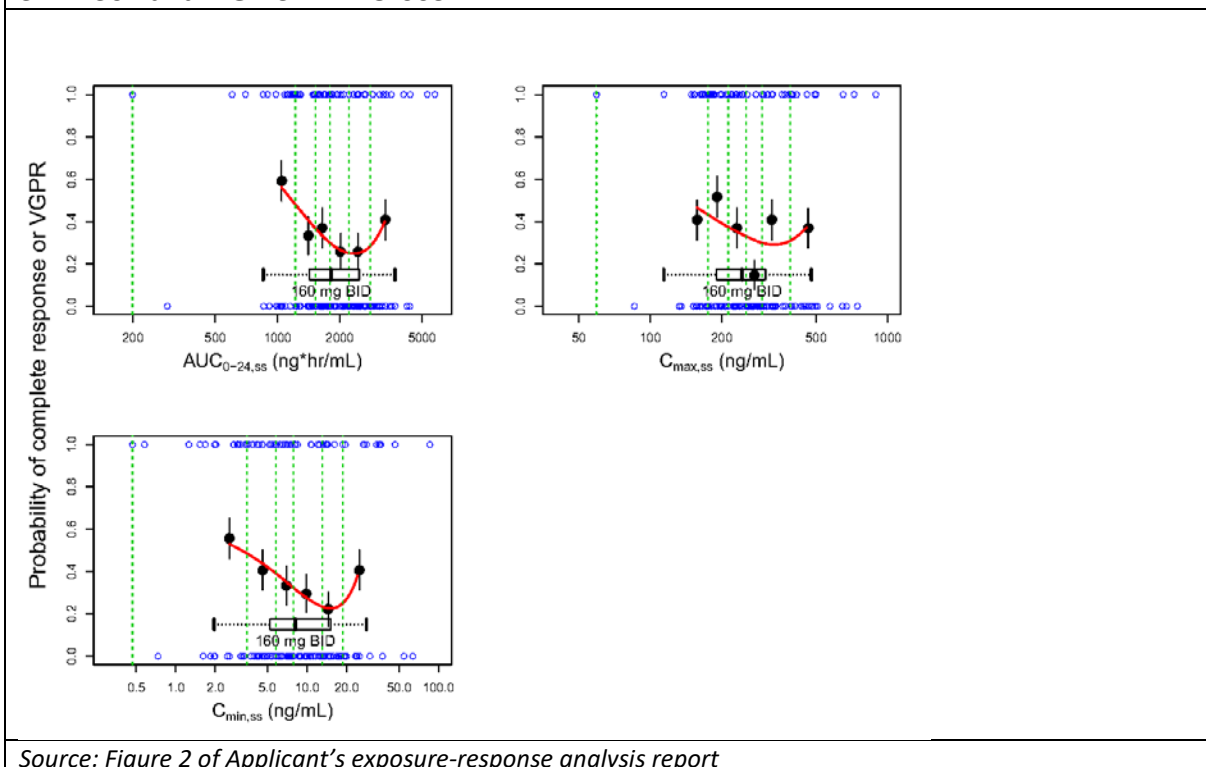 Probability of complete response or VGPR
1.0
0.8
0.6
0.4
0.2
0.0
160 mg BID
200 500 1000 2000 5000
AUC0−24,ss (ng*hr/mL)
1.0
0.8
0.6
0.4
0.2
0.0
160 mg BID
50 100 200 500 1000
Cmax,ss (ng/mL)
1.0
0.8
0.6
0.4
0.2
0.0
160 mg BID
0.5 1.0 2.0 5.0 10.0 20.0 50.0 100.0
Cmin,ss (ng/mL)
Source: Figure 2 of Applicant’s exposure-response analysis report